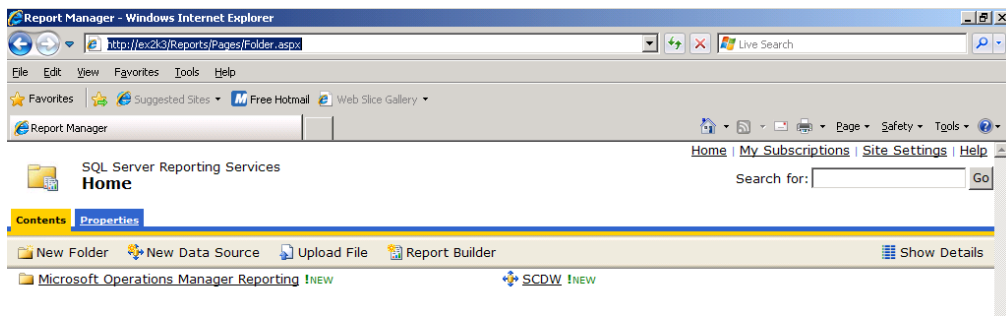 Report Manager - Windows Internet Explorer
http://ex2k3/Reports/Pages/Folder.aspx Live Search
File Edit View Favorites Tools Help
Favorites Suggested Sites Free Hotmail Web Slice Gallery
Report Manager Page Safety Tools
Home | My Subscriptions | Site Settings | Help
SQL Server Reporting Services
Home Search for: Go
Contents Properties
New Folder New Data Source Upload File Report Builder Show Details
Microsoft Operations Manager Reporting !NEW SCDW !NEW